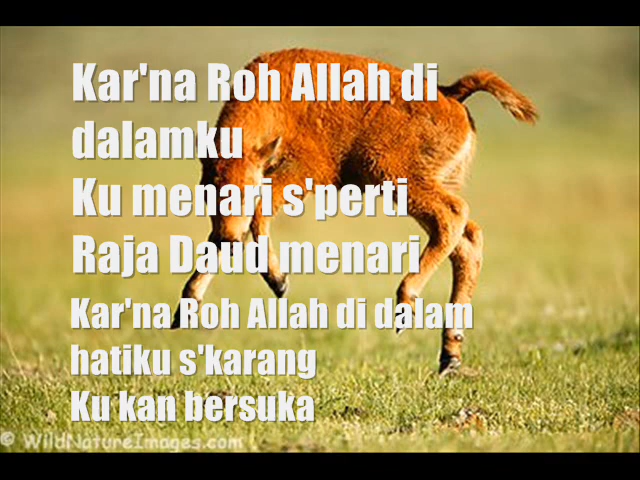 Kar'na Roh Allah di
dalamku
Ku menari s'perti
Raja Daud menari
Kar'na Roh Allah di dalam
hatiku s'karang
Ku kan bersuka
© WildNatureImages.com